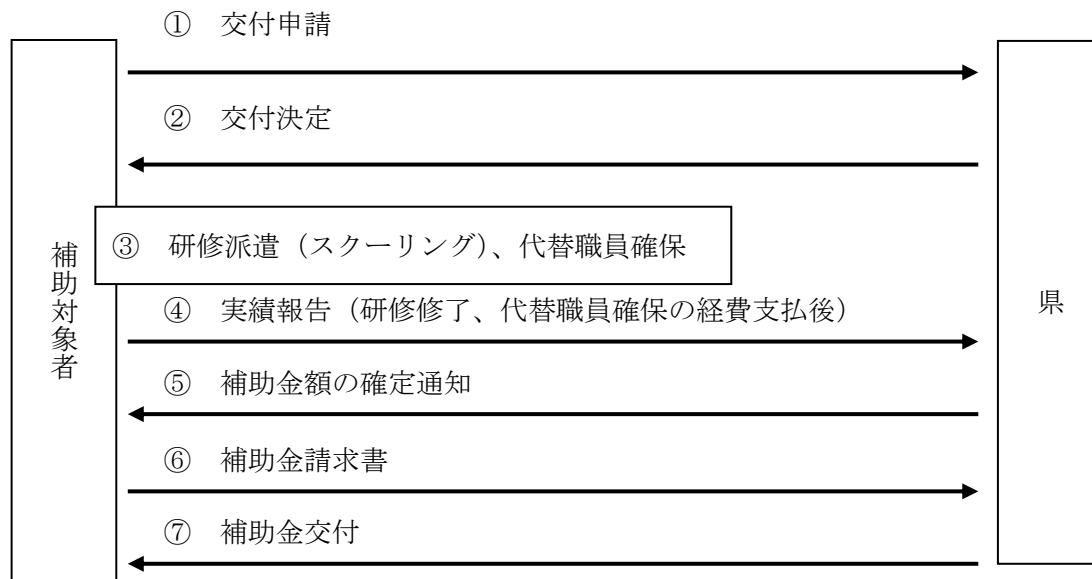 ① 交付申請
② 交付決定
補助対象者
③ 研修派遣（スクーリング）、代替職員確保
県
④ 実績報告（研修修了、代替職員確保の経費支払後）
⑤ 補助金額の確定通知
⑥ 補助金請求書
⑦ 補助金交付